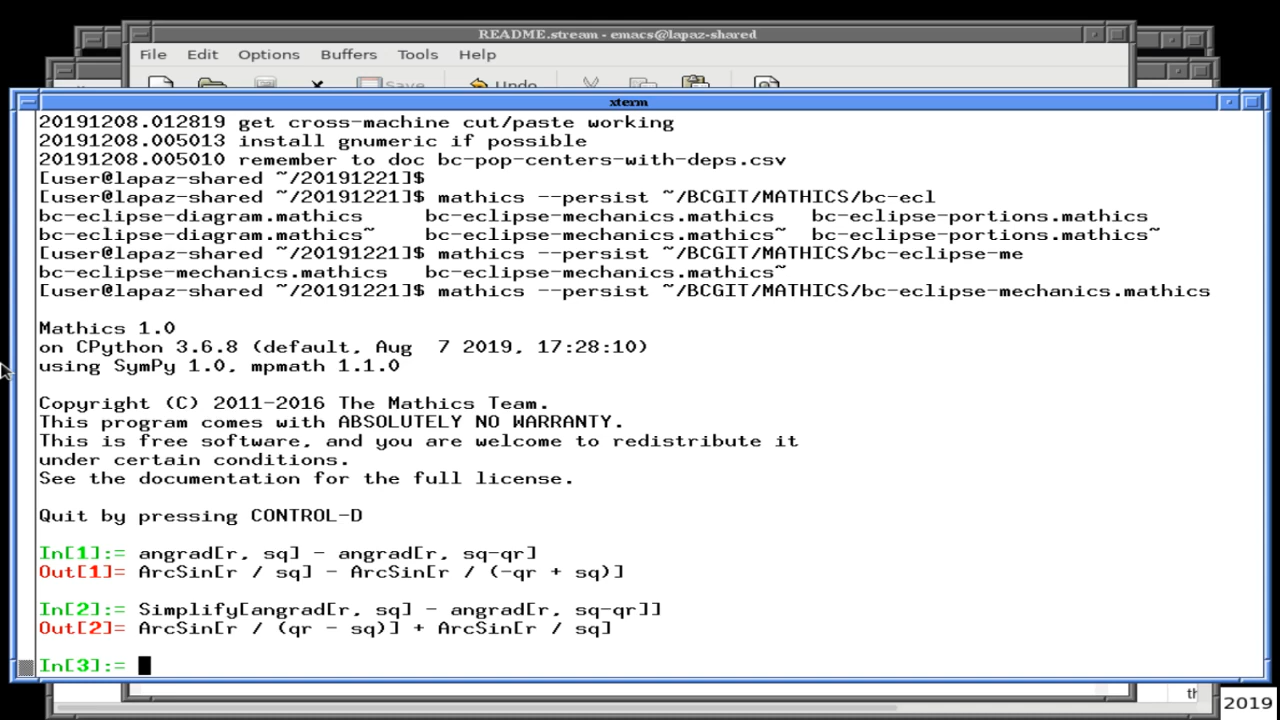 README.stream - emacs@lapaz-shared
File Edit Options Buffers Tools Help
Save Undo
xterm
20191208.012819 get cross-machine cut/paste working
20191208.005013 install gnumeric if possible
20191208.005010 remember to doc bc-pop-centers-with-deps.csv
[user@lapaz-shared ~/20191221]$
[user@lapaz-shared ~/20191221]$ mathics --persist ~/BCGIT/MATHICS/bc-ecl
bc-eclipse-diagram.mathics bc-eclipse-mechanics.mathics bc-eclipse-portions.mathics
bc-eclipse-diagram.mathics~ bc-eclipse-mechanics.mathics~ bc-eclipse-portions.mathics~
[user@lapaz-shared ~/20191221]$ mathics --persist ~/BCGIT/MATHICS/bc-eclipse-me
bc-eclipse-mechanics.mathics bc-eclipse-mechanics.mathics~
[user@lapaz-shared ~/20191221]$ mathics --persist ~/BCGIT/MATHICS/bc-eclipse-mechanics.mathics
Mathics 1.0
on CPython 3.6.8 (default, Aug  7 2019, 17:28:10)
using SymPy 1.0, mpmath 1.1.0
Copyright (C) 2011-2016 The Mathics Team.
This program comes with ABSOLUTELY NO WARRANTY.
This is free software, and you are welcome to redistribute it
under certain conditions.
See the documentation for the full license.
Quit by pressing CONTROL-D
In[1]:= angrad[r, sq] - angrad[r, sq-qr]
Out[1]= ArcSin[r / sq] - ArcSin[r / (-qr + sq)]
In[2]:= Simplify[angrad[r, sq] - angrad[r, sq-qr]]
Out[2]= ArcSin[r / (qr - sq)] + ArcSin[r / sq]
In[3]:=
2019